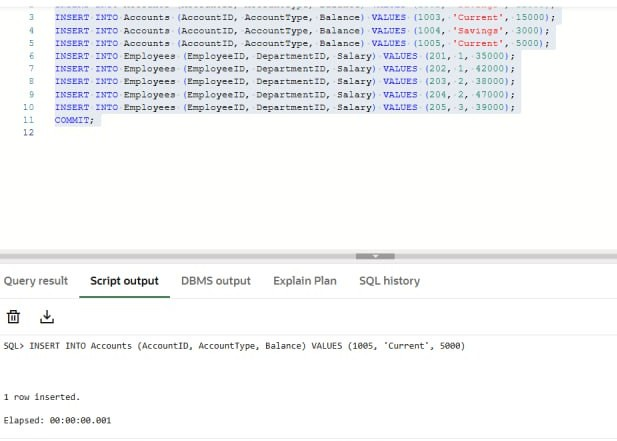 3 INSERT INTO Accounts (AccountID, AccountType, Balance) VALUES (1003, 'Current', 15000);
4 INSERT INTO Accounts (AccountID, AccountType, Balance) VALUES (1004, 'Savings', 3000);
5 INSERT INTO Accounts (AccountID, AccountType, Balance) VALUES (1005, 'Current', 5000);
6 INSERT INTO Employees (EmployeeID, DepartmentID, Salary) VALUES (201, 1, 35000);
7 INSERT INTO Employees (EmployeeID, DepartmentID, Salary) VALUES (202, 1, 42000);
8 INSERT INTO Employees (EmployeeID, DepartmentID, Salary) VALUES (203, 2, 38000);
9 INSERT INTO Employees (EmployeeID, DepartmentID, Salary) VALUES (204, 2, 47000);
10 INSERT INTO Employees (EmployeeID, DepartmentID, Salary) VALUES (205, 3, 39000);
11 COMMIT;
12
Query result Script output DBMS output Explain Plan SQL history
SQL> INSERT INTO Accounts (AccountID, AccountType, Balance) VALUES (1005, 'Current', 5000)
1 row inserted.
Elapsed: 00:00:00.001